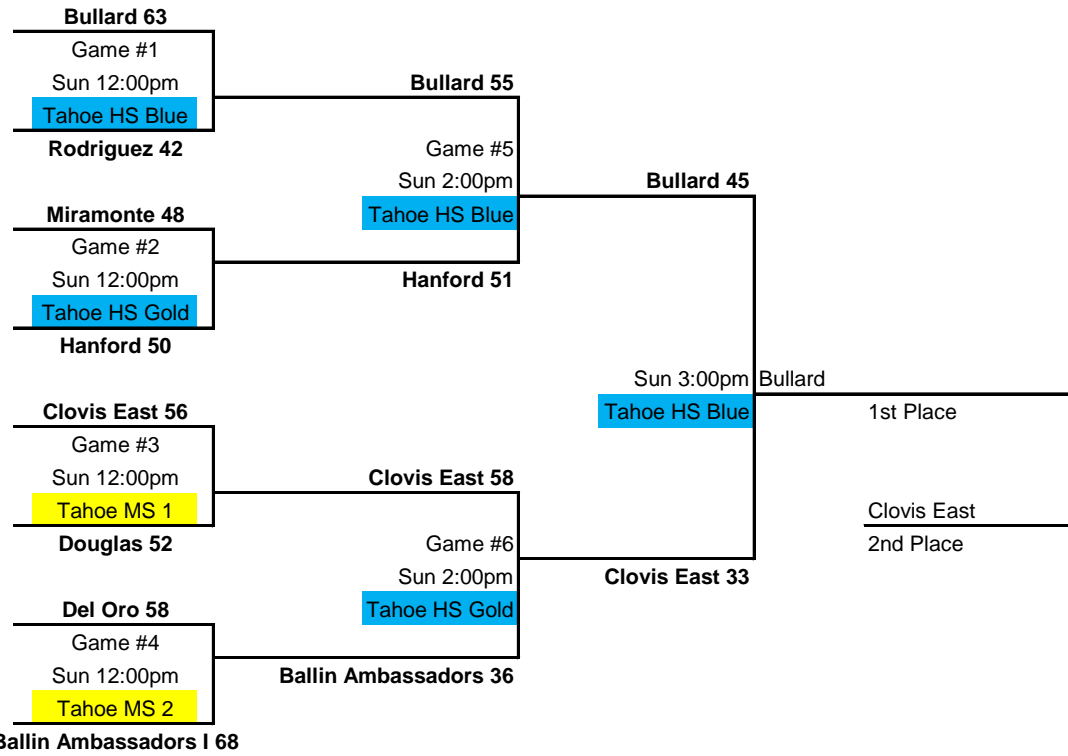 Bullard 63
Game #1
Sun 12:00pm
Tahoe HS Blue
Rodriguez 42
Bullard 55
Game #5
Sun 2:00pm
Tahoe HS Blue
Hanford 51
Miramonte 48
Game #2
Sun 12:00pm
Tahoe HS Gold
Hanford 50
Bullard 45
Sun 3:00pm
Tahoe HS Blue
Clovis East 33
Bullard
1st Place
Clovis East
2nd Place
Clovis East 56
Game #3
Sun 12:00pm
Tahoe MS 1
Douglas 52
Clovis East 58
Game #6
Sun 2:00pm
Tahoe HS Gold
Ballin Ambassadors 36
Del Oro 58
Game #4
Sun 12:00pm
Tahoe MS 2
Ballin Ambassadors I 68